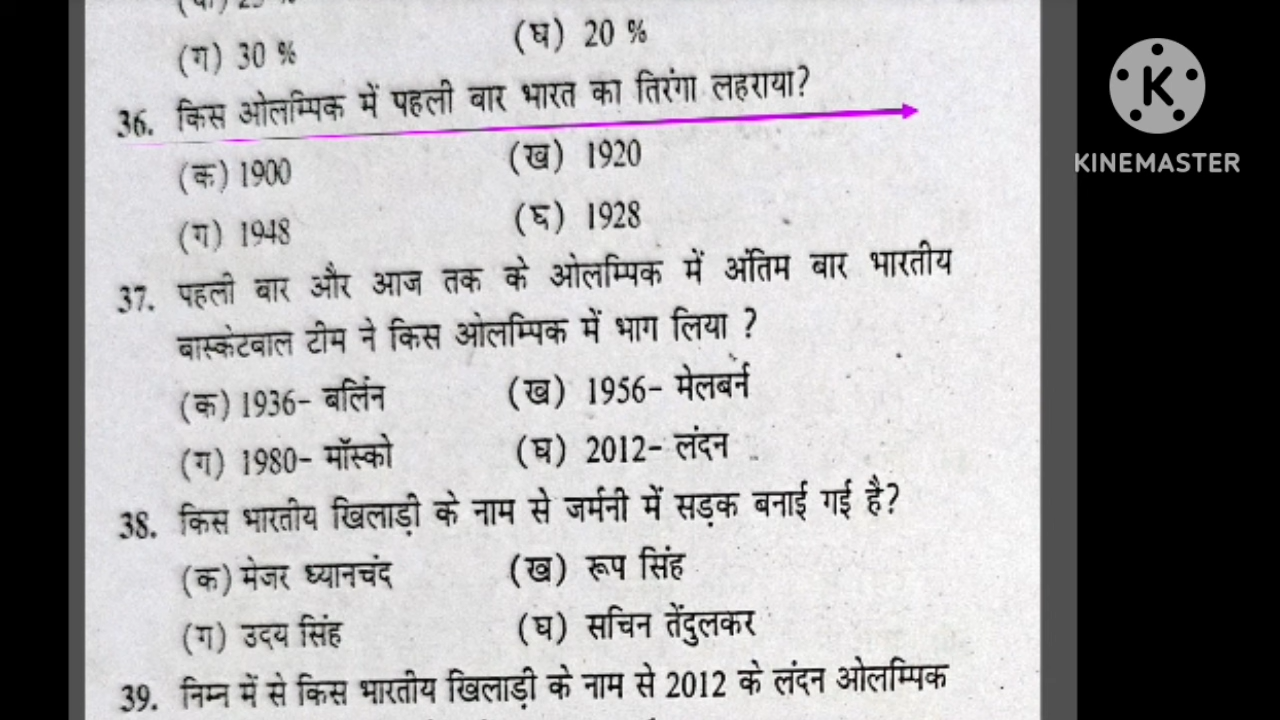 (ग) 30 %
(घ) 20 %
36. किस ओलम्पिक में पहली बार भारत का तिरंगा लहराया?
(क) 1900
(ख) 1920
(ग) 1948
(घ) 1928
37. पहली बार और आज तक के ओलम्पिक में अंतिम बार भारतीय
बास्केटबाल टीम ने किस ओलम्पिक में भाग लिया ?
(क) 1936- बर्लिन
(ख) 1956- मेलबर्न
(ग) 1980- मॉस्को
(घ) 2012- लंदन
38. किस भारतीय खिलाड़ी के नाम से जर्मनी में सड़क बनाई गई है?
(क) मेजर ध्यानचंद
(ख) रूप सिंह
(ग) उदय सिंह
(घ) सचिन तेंदुलकर
39. निम्न में से किस भारतीय खिलाड़ी के नाम से 2012 के लंदन ओलम्पिक
K
KINEMASTER